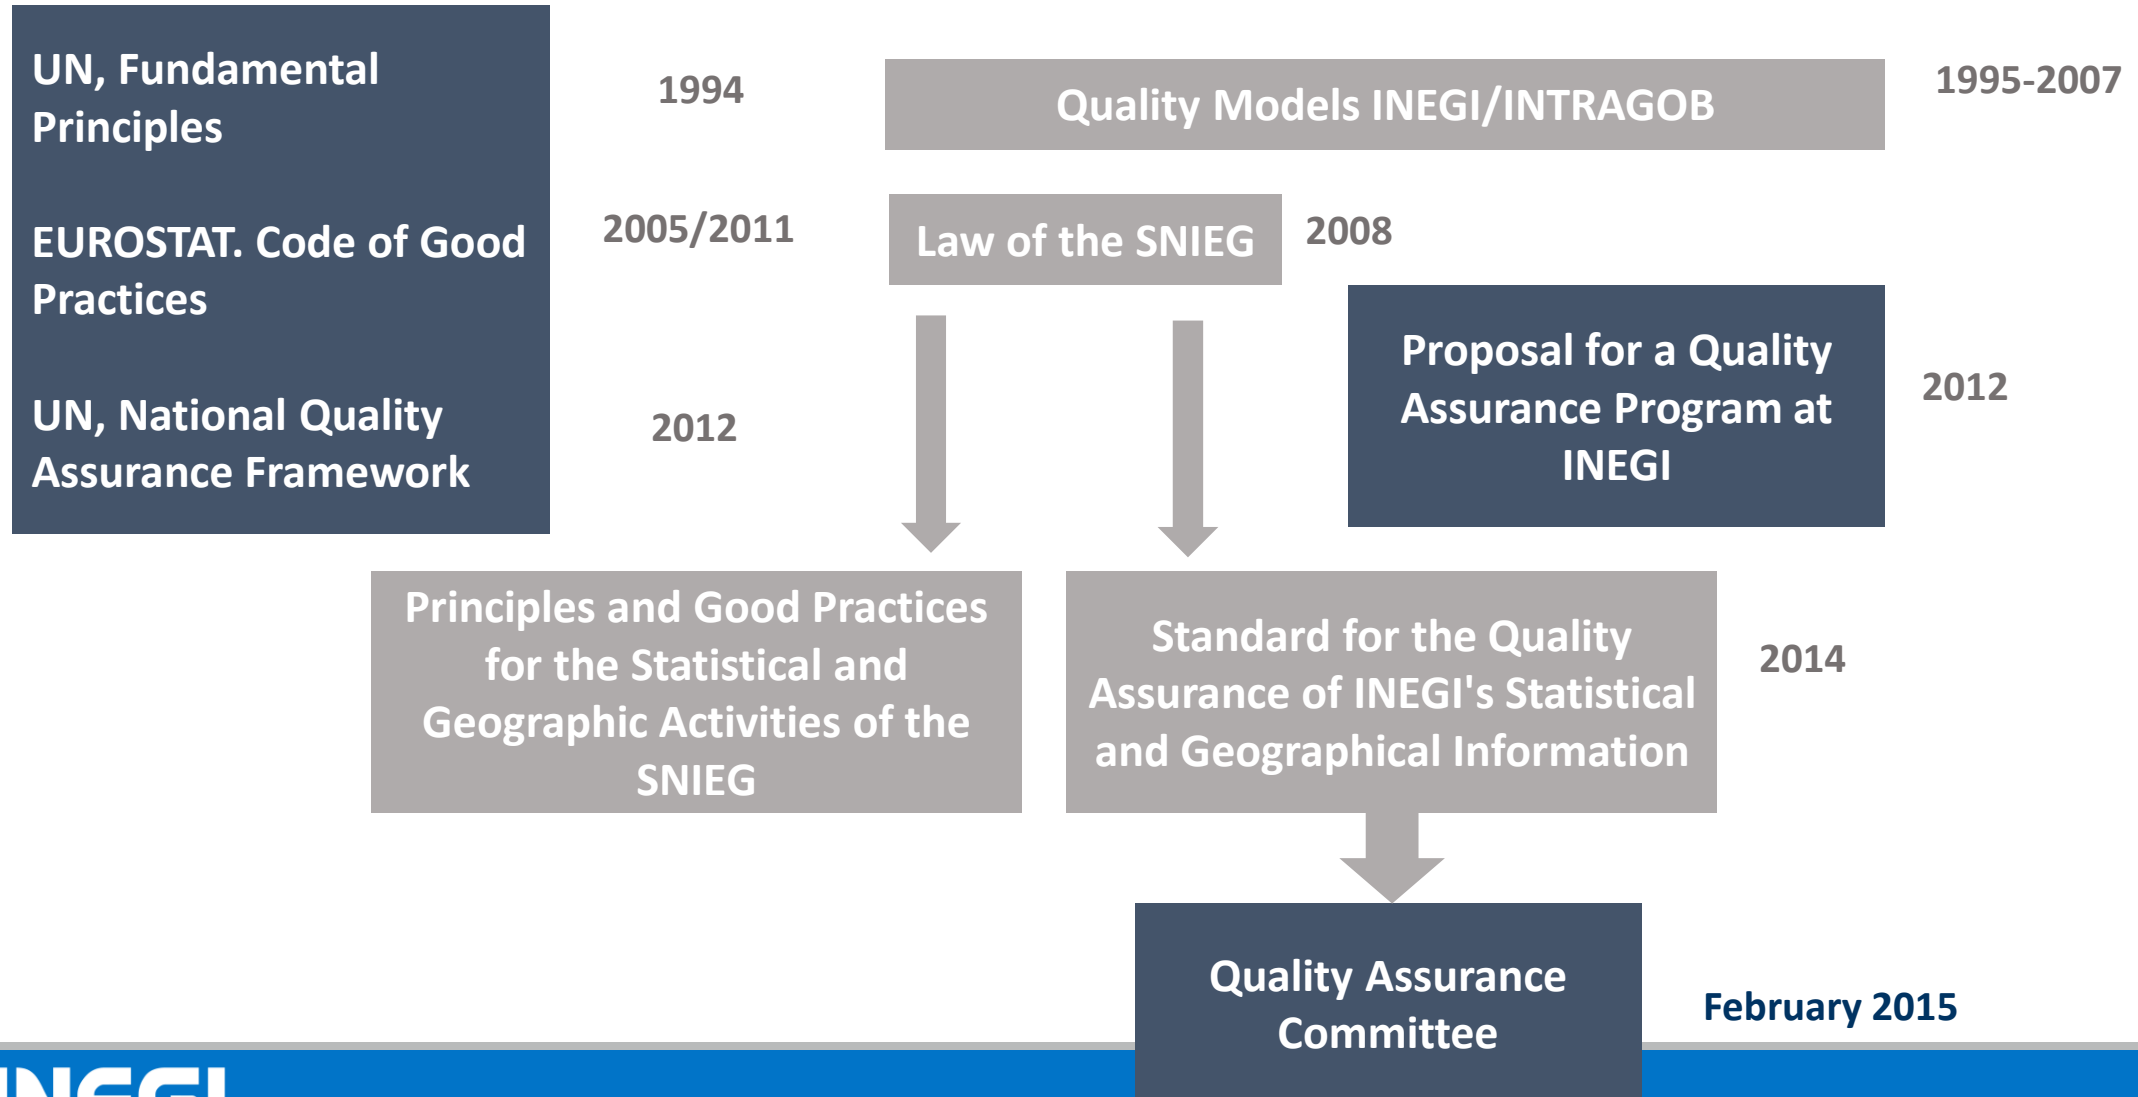 UN, Fundamental
Principles
1994
Quality Models INEGI/INTRAGOB
1995-2007
EUROSTAT. Code of Good
Practices
2005/2011
Law of the SNIEG
2008
UN, National Quality
Assurance Framework
2012
Proposal for a Quality
Assurance Program at
INEGI
2012
Principles and Good Practices
for the Statistical and
Geographic Activities of the
SNIEG
Standard for the Quality
Assurance of INEGI's Statistical
and Geographical Information
2014
Quality Assurance
Committee
February 2015
INEGI